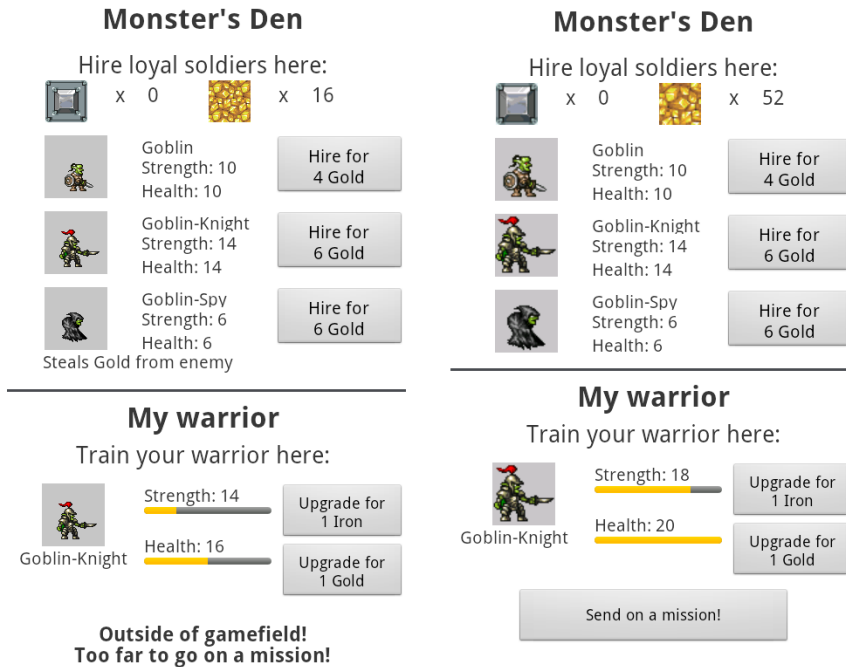 Monster's Den
Hire loyal soldiers here:
x 0 x 16
Goblin
Strength: 10
Health: 10
Hire for
4 Gold
Goblin-Knight
Strength: 14
Health: 14
Hire for
6 Gold
Goblin-Spy
Strength: 6
Health: 6
Hire for
6 Gold
Steals Gold from enemy
My warrior
Train your warrior here:
Goblin-Knight
Strength: 14
Upgrade for
1 Iron
Health: 16
Upgrade for
1 Gold
Outside of gamefield!
Too far to go on a mission!
Monster's Den
Hire loyal soldiers here:
x 0 x 52
Goblin
Strength: 10
Health: 10
Hire for
4 Gold
Goblin-Knight
Strength: 14
Health: 14
Hire for
6 Gold
Goblin-Spy
Strength: 6
Health: 6
Hire for
6 Gold
My warrior
Train your warrior here:
Goblin-Knight
Strength: 18
Upgrade for
1 Iron
Health: 20
Upgrade for
1 Gold
Send on a mission!